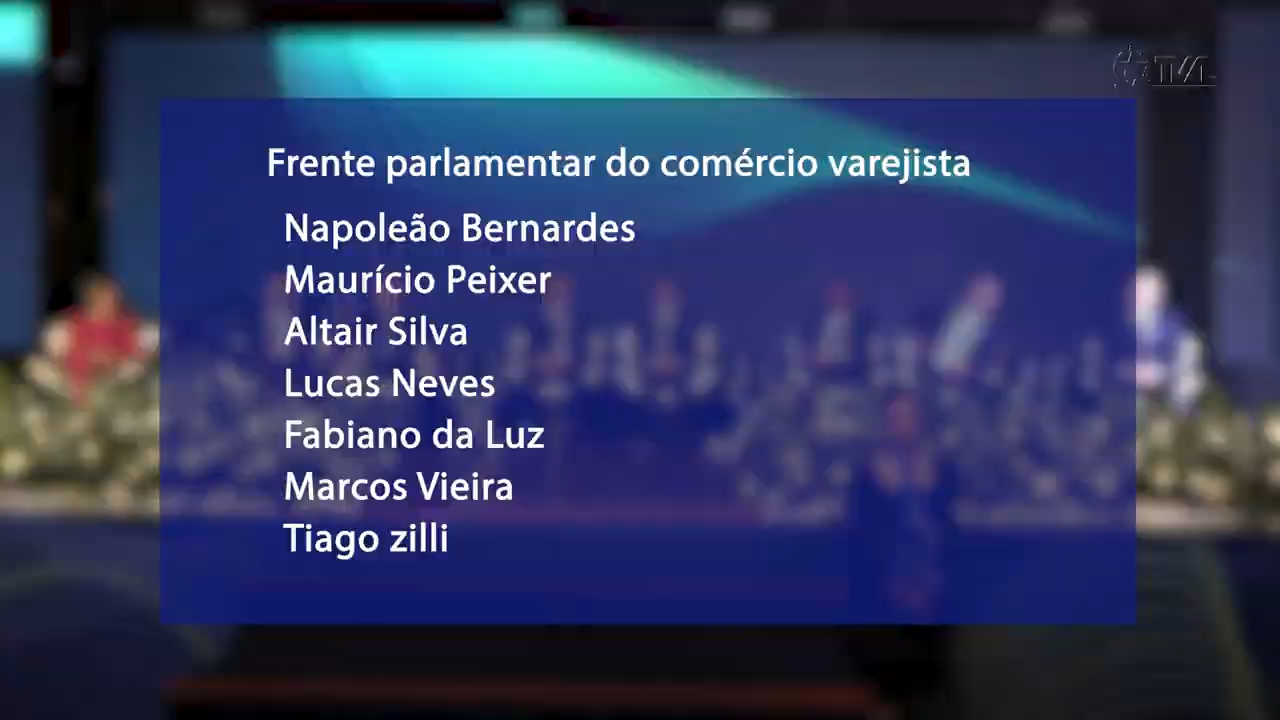 TVAL
Frente parlamentar do comércio varejista
Napoleão Bernardes
Maurício Peixer
Altair Silva
Lucas Neves
Fabiano da Luz
Marcos Vieira
Tiago zilli